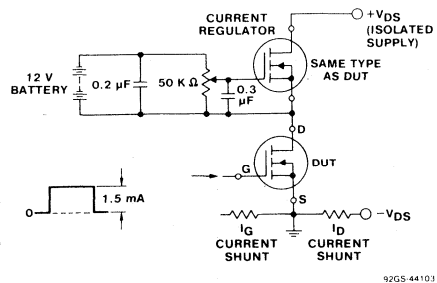 CURRENT
REGULATOR
+VDS
(ISOLATED
SUPPLY)
SAME TYPE
AS DUT
12 V
BATTERY
0.2 µF
50 K Ω
0.3
µF
D
DUT
G
S
0
1.5 mA
IG
CURRENT
SHUNT
ID
CURRENT
SHUNT
−VDS
92GS-44103